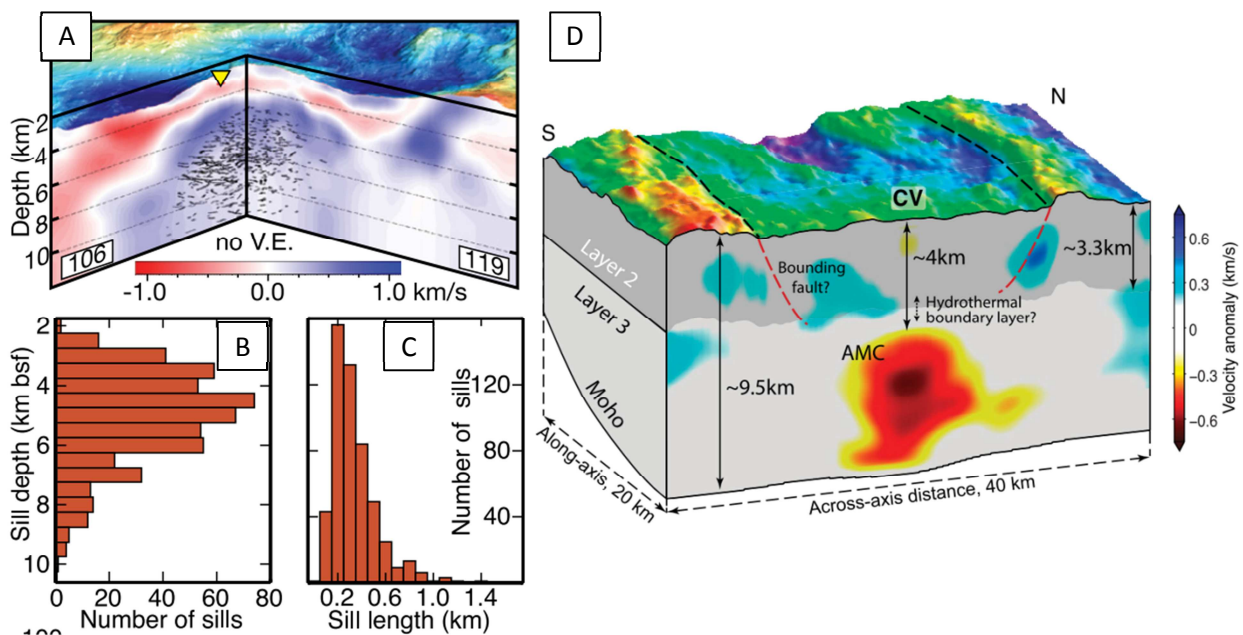 A
Depth (km)
2
4
6
8
10
106
no V.E.
119
-1.0
0.0
1.0 km/s
B
Sill depth (km bsf)
2
4
6
8
10
0
20
40
60
80
Number of sills
C
Number of sills
120
80
40
0.2
0.6
1.0
1.4
Sill length (km)
D
S
N
CV
Layer 2
Layer 3
Moho
Bounding
fault?
~4km
~3.3km
Hydrothermal
boundary layer?
AMC
~9.5km
Along-axis, 20 km
Across-axis distance, 40 km
Velocity anomaly (km/s)
0.6
0.3
0
−0.3
−0.6